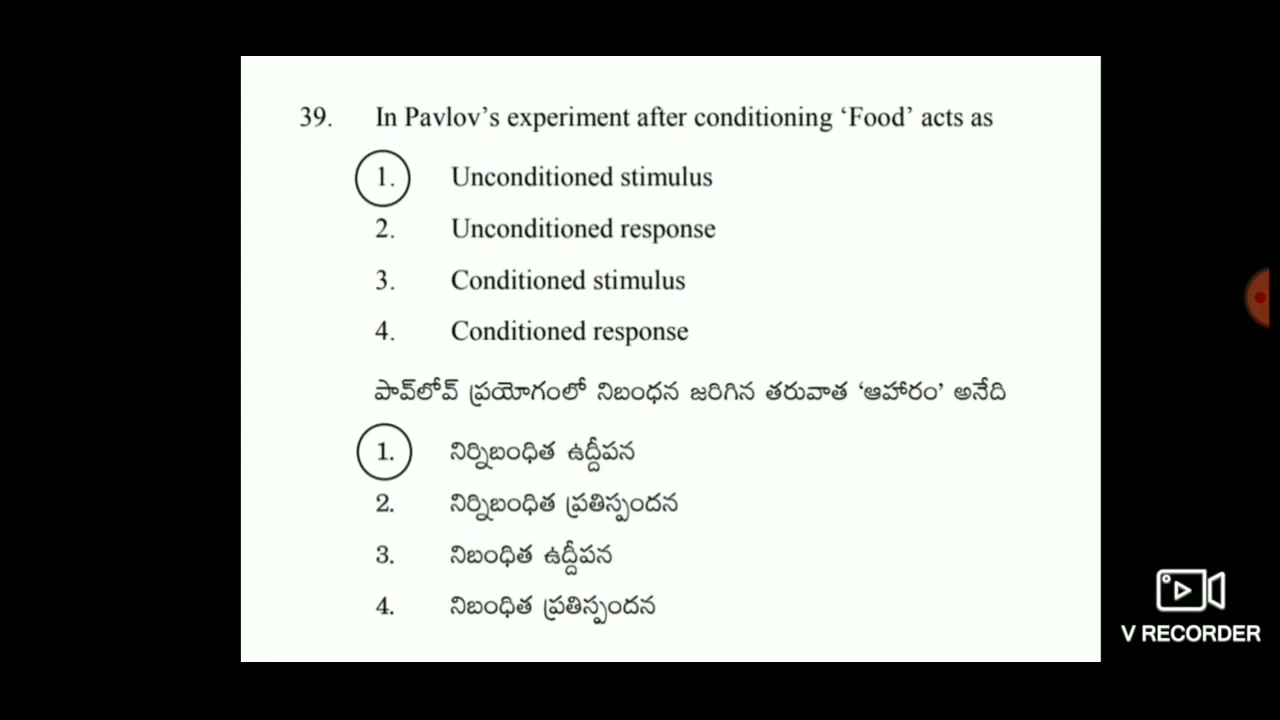 39. In Pavlov's experiment after conditioning 'Food' acts as
1. Unconditioned stimulus
2. Unconditioned response
3. Conditioned stimulus
4. Conditioned response
పావ్‌లోవ్ ప్రయోగంలో నిబంధన జరిగిన తరువాత 'ఆహారం' అనేది
1. నిర్నిబంధిత ఉద్దీపన
2. నిర్నిబంధిత ప్రతిస్పందన
3. నిబంధిత ఉద్దీపన
4. నిబంధిత ప్రతిస్పందన
V RECORDER